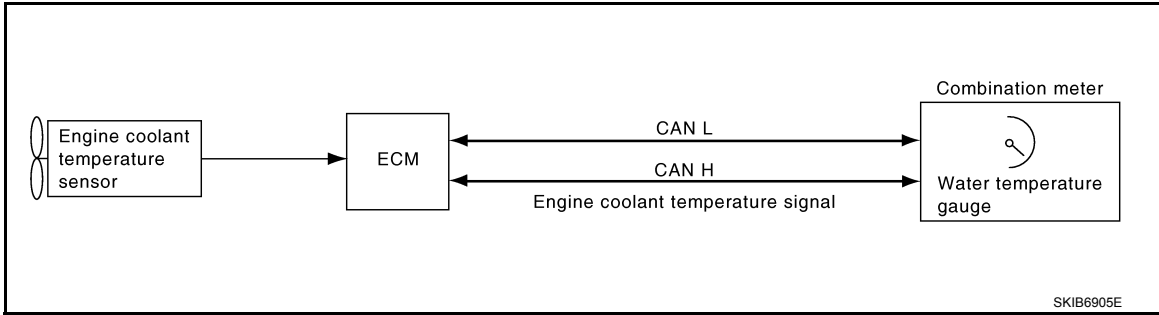 Engine coolant
temperature
sensor
ECM
CAN L
CAN H
Engine coolant temperature signal
Combination meter
Water temperature
gauge
SKIB6905E